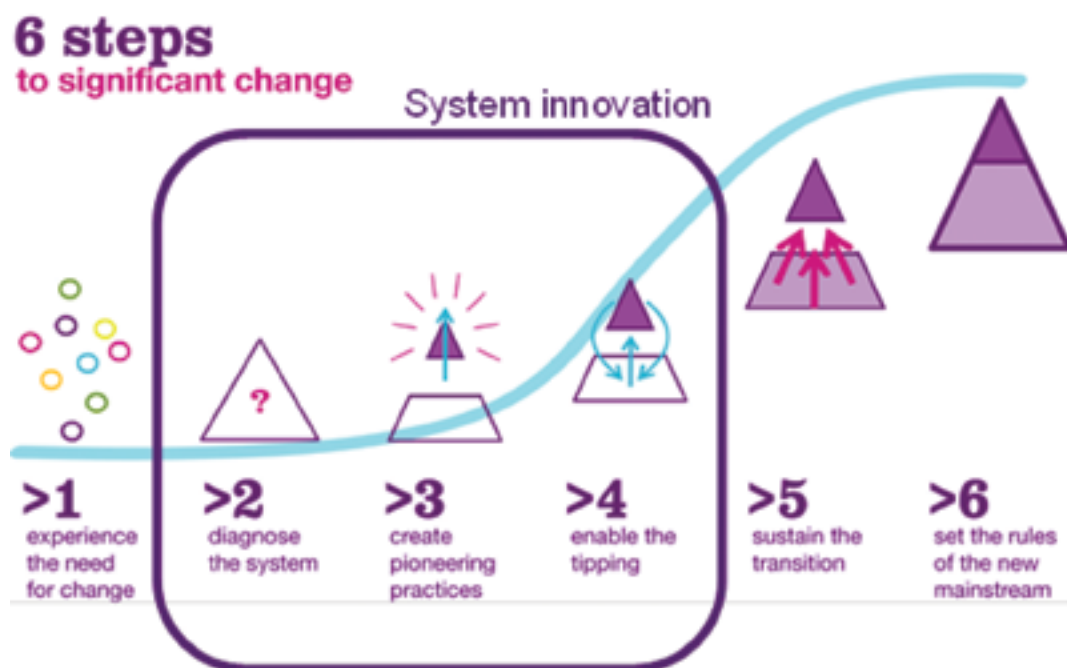 6 steps
to significant change
System innovation
?
>1
experience
the need
for change
>2
diagnose
the system
>3
create
pioneering
practices
>4
enable the
tipping
>5
sustain the
transition
>6
set the rules
of the new
mainstream